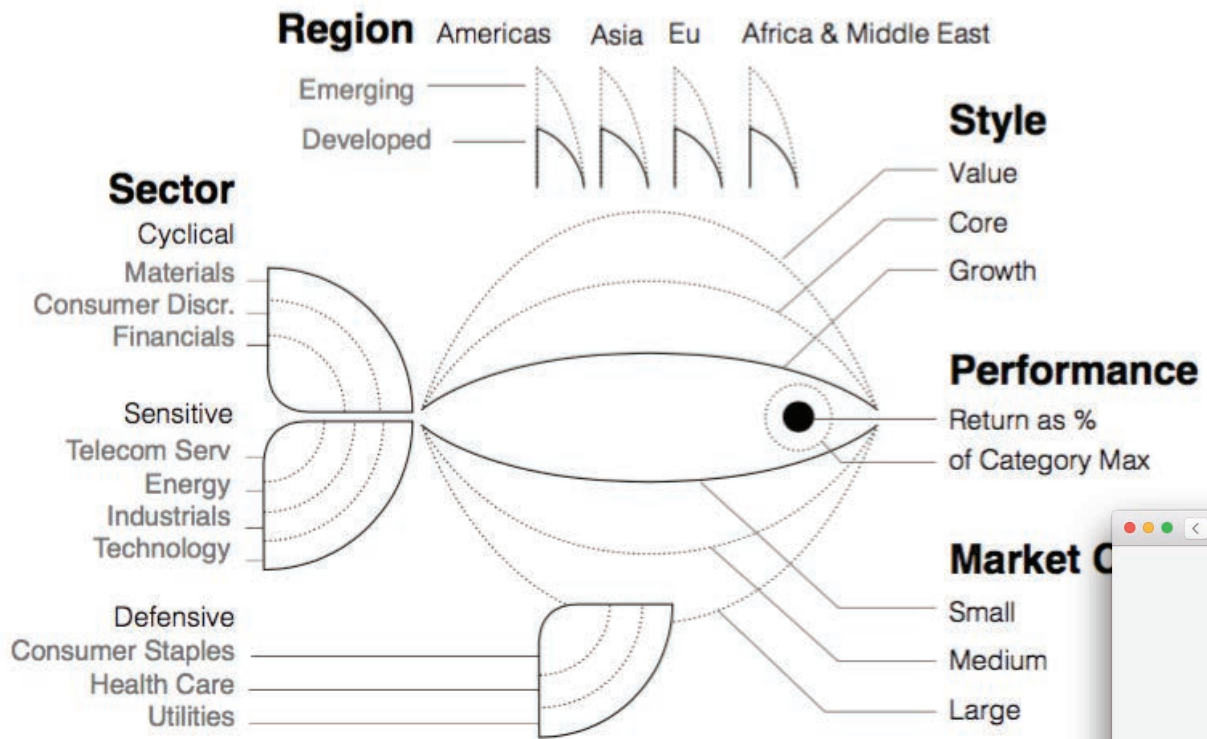 Region Americas Asia Eu Africa & Middle East
Emerging
Developed
Style
Value
Core
Growth
Sector
Cyclical
Materials
Consumer Discr.
Financials
Sensitive
Telecom Serv
Energy
Industrials
Technology
Performance
Return as %
of Category Max
Defensive
Consumer Staples
Health Care
Utilities
Market
Small
Medium
Large